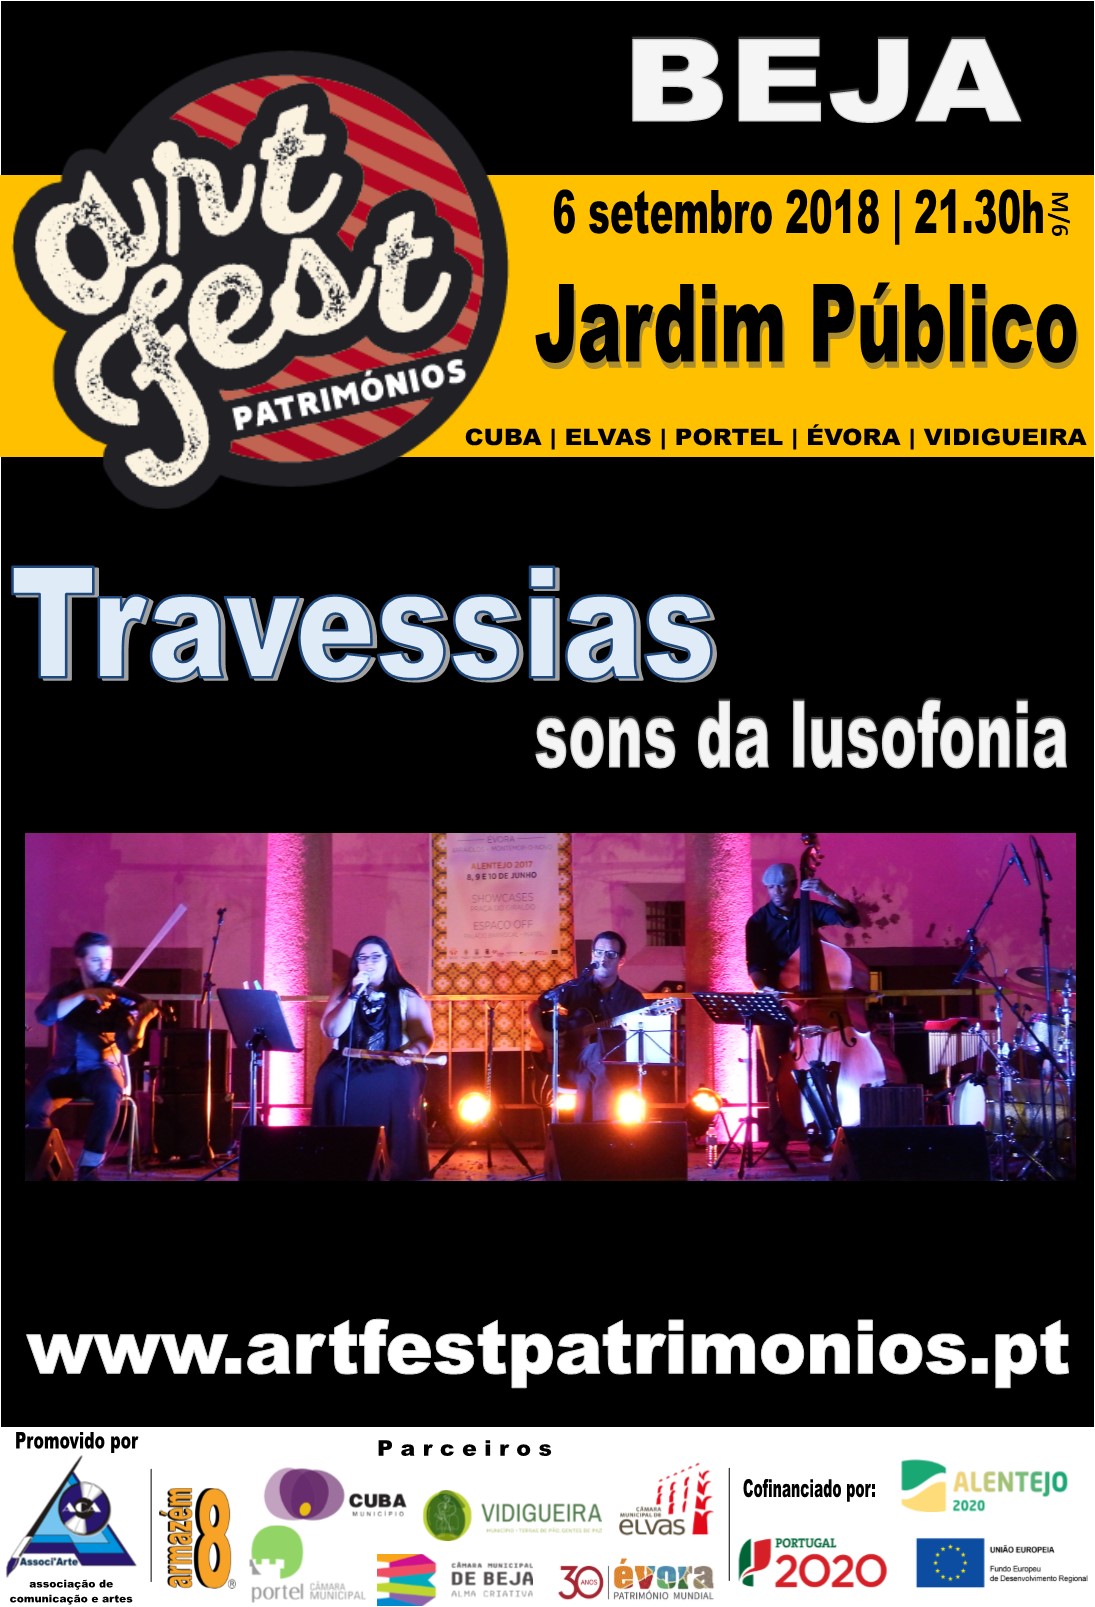 BEJA
art
fest
PATRIMÓNIOS
6 setembro 2018 | 21.30h
M/6
Jardim Público
CUBA | ELVAS | PORTEL | ÉVORA | VIDIGUEIRA
Travessias
sons da lusofonia
ÉVORA
ALENTEJO 2017
8, 9 E 10 DE JUNHO
SHOWCASES
ESPAÇO OFF
www.artfestpatrimonios.pt
Promovido por
ACA
Associ'Arte
associação de
comunicação e artes
armazém
8
®
Parceiros
CUBA
MUNICÍPIO
VIDIGUEIRA
CÂMARA
MUNICIPAL DE
elvas
portel CÂMARA
MUNICIPAL
CÂMARA MUNICIPAL
DE BEJA
ALMA CRIATIVA
30 ANOS
évora
PATRIMÓNIO MUNDIAL
Cofinanciado por:
ALENTEJO
2020
PORTUGAL
2020
UNIÃO EUROPEIA
Fundo Europeu
de Desenvolvimento Regional